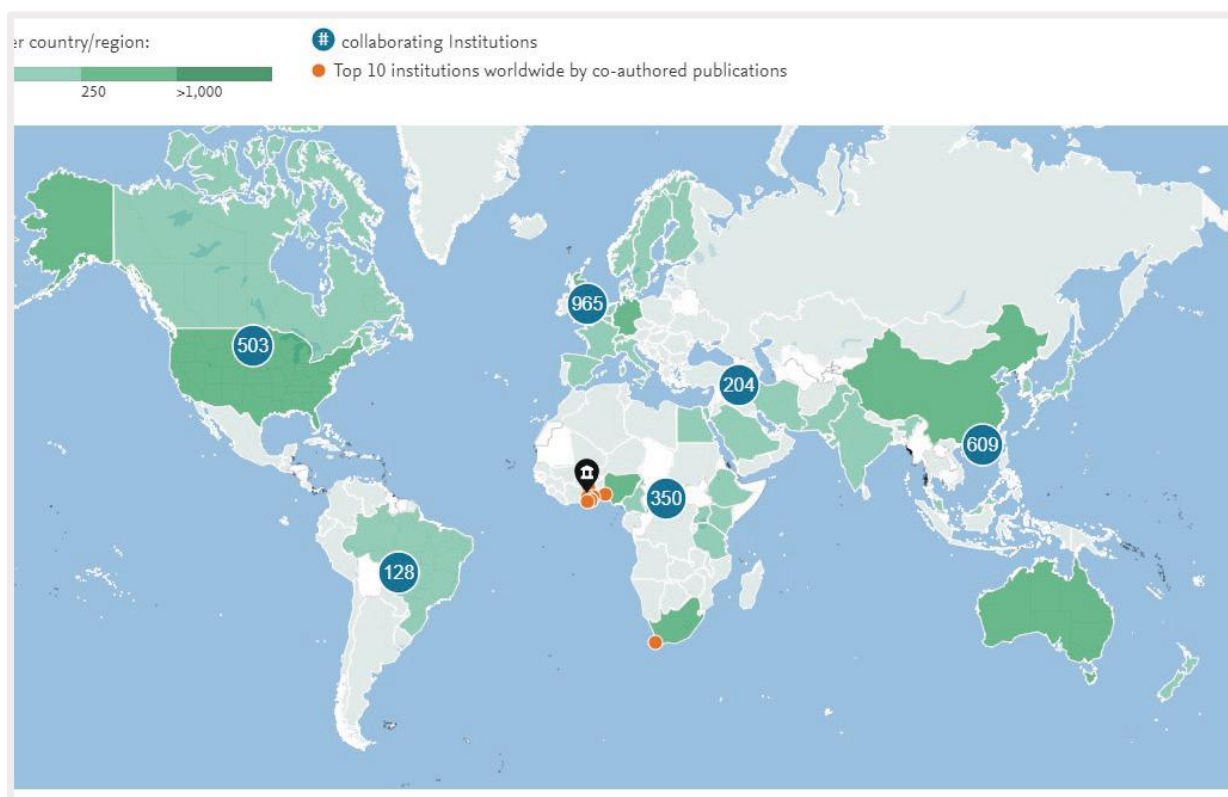 er country/region:
# collaborating Institutions
Top 10 institutions worldwide by co-authored publications
250 >1,000
965
503
204
609
350
128